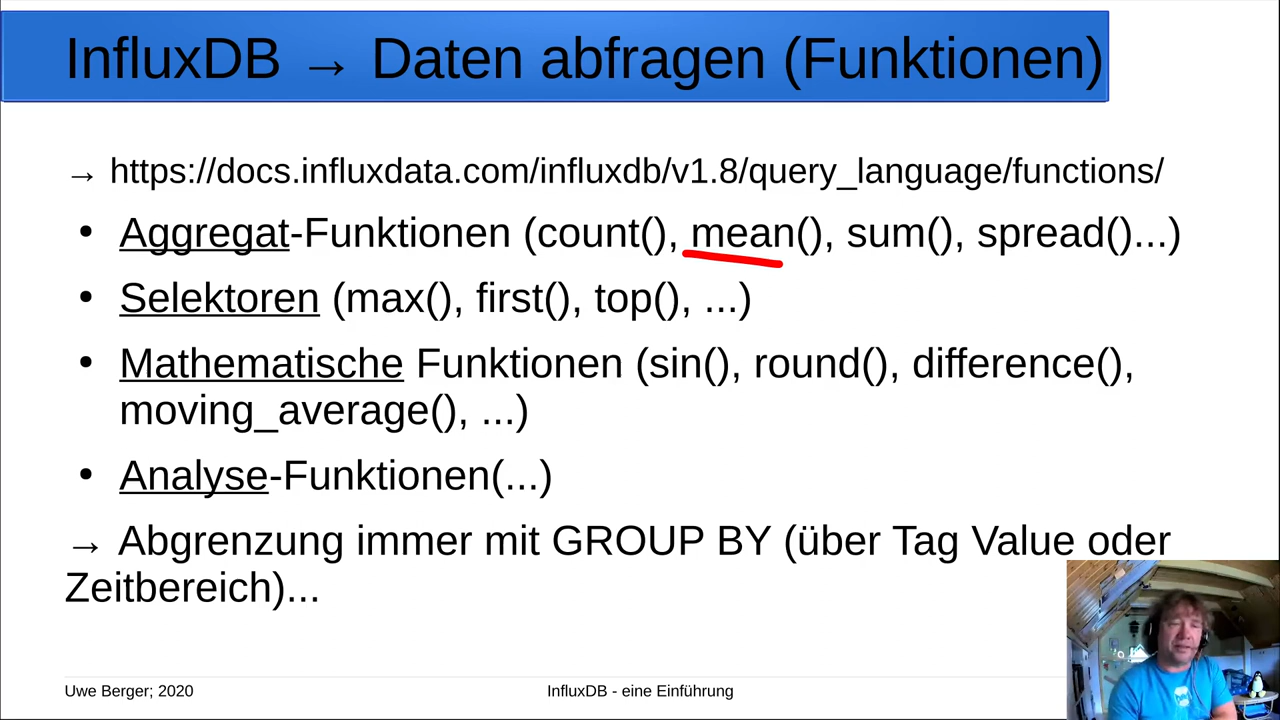 InfluxDB → Daten abfragen (Funktionen)
→ https://docs.influxdata.com/influxdb/v1.8/query_language/functions/
• Aggregat-Funktionen (count(), mean(), sum(), spread()...)
• Selektoren (max(), first(), top(), ...)
• Mathematische Funktionen (sin(), round(), difference(),
moving_average(), ...)
• Analyse-Funktionen(...)
→ Abgrenzung immer mit GROUP BY (über Tag Value oder
Zeitbereich)...
Uwe Berger; 2020
InfluxDB - eine Einführung